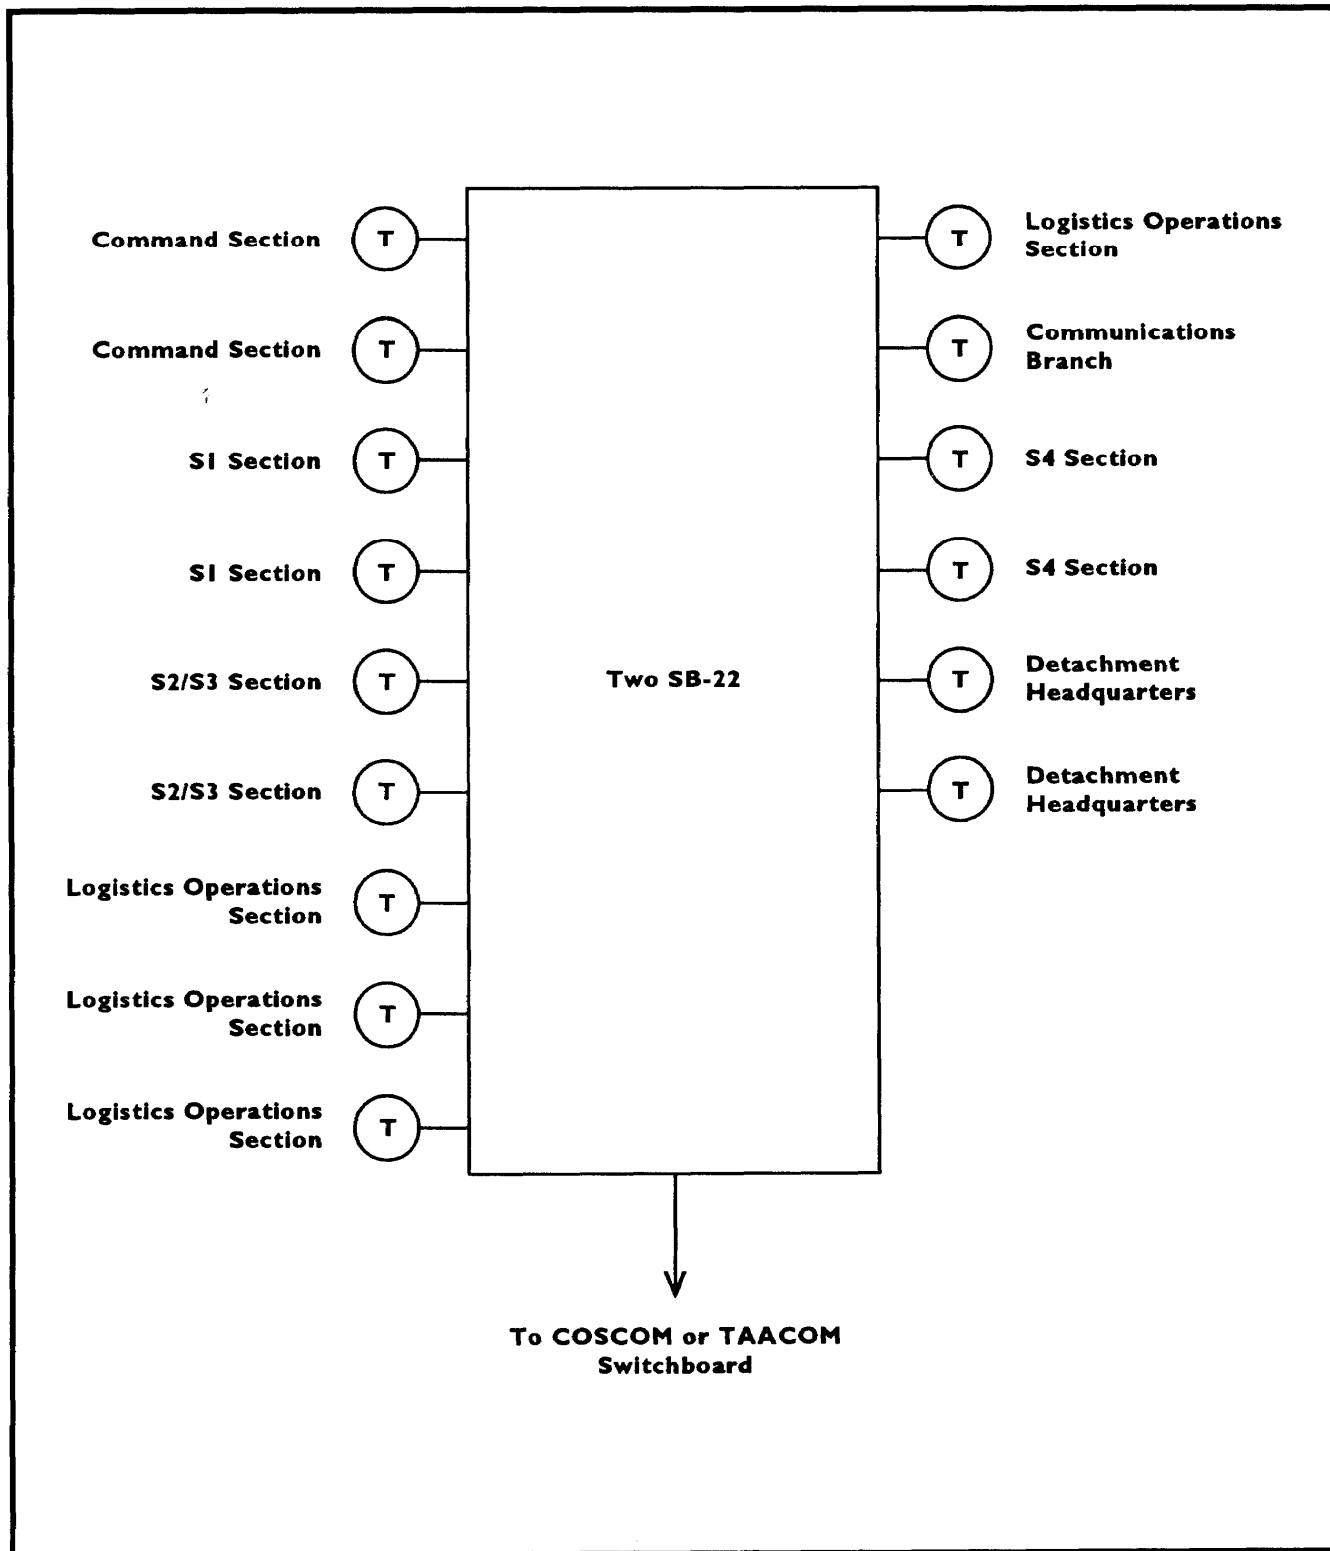 Command Section T
Command Section T
S1 Section T
S1 Section T
S2/S3 Section T
S2/S3 Section T
Logistics Operations
Section T
Logistics Operations
Section T
Logistics Operations
Section T
Two SB-22
T Logistics Operations
Section
T Communications
Branch
T S4 Section
T S4 Section
T Detachment
Headquarters
T Detachment
Headquarters
To COSCOM or TAACOM
Switchboard